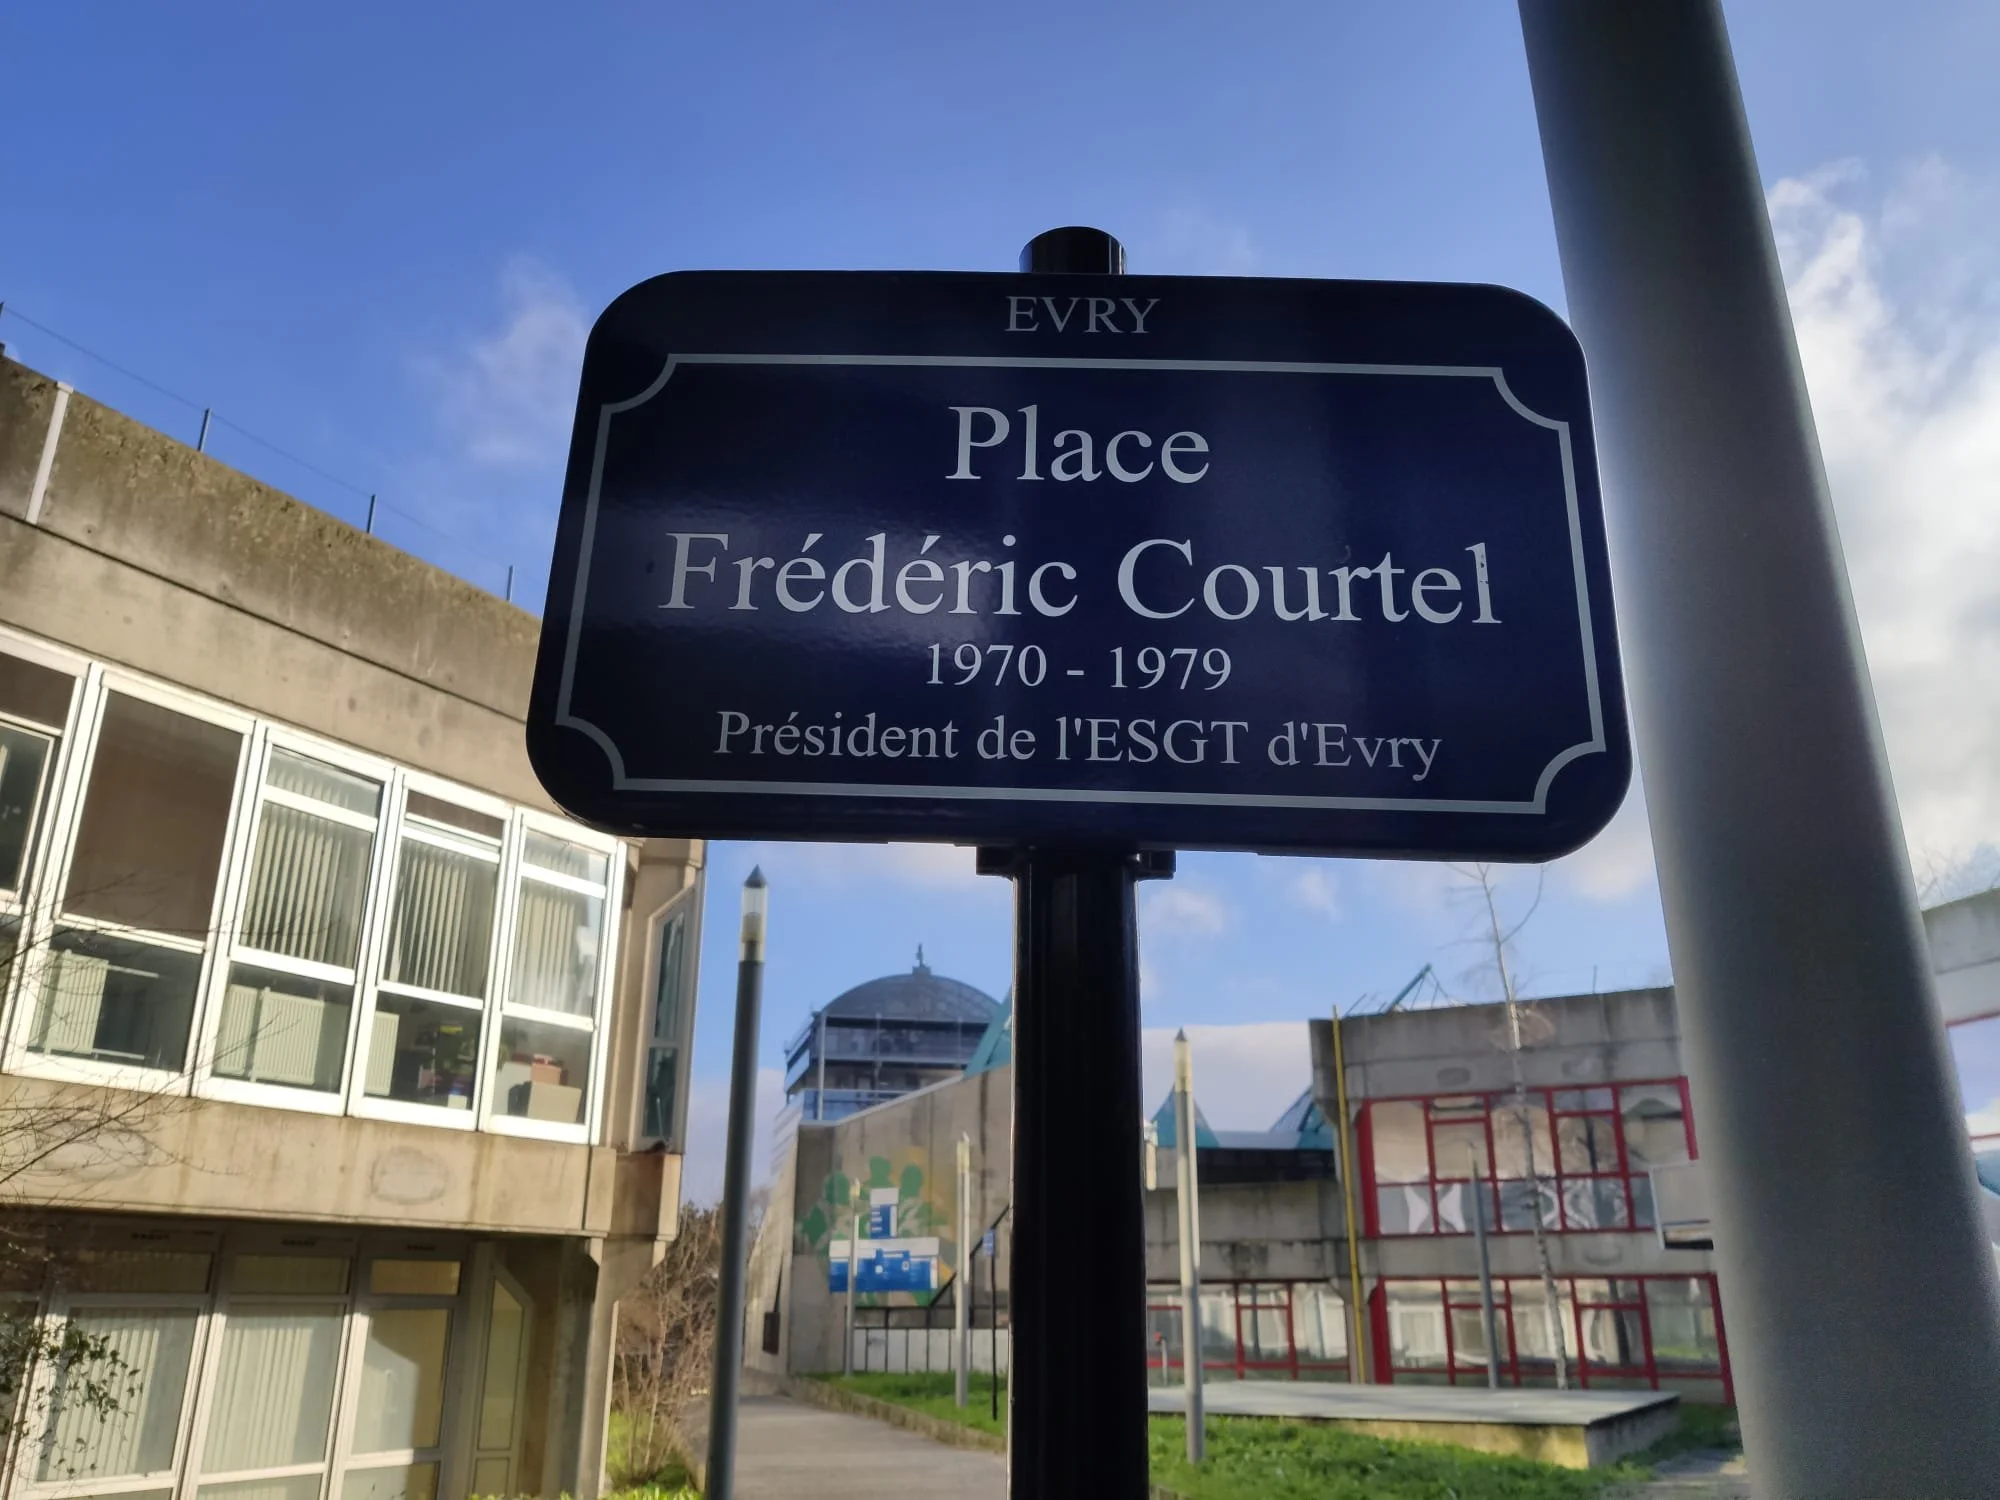 EVRY
Place
Frédéric Courtel
1970 - 1979
Président de l'ESGT d'Evry